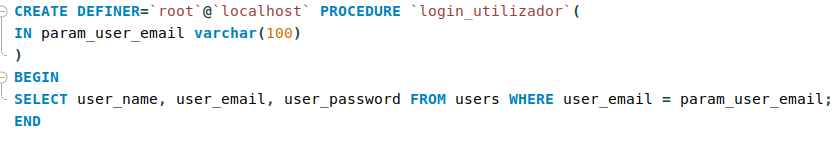 CREATE DEFINER=`root`@`localhost` PROCEDURE `login_utilizador`(
IN param_user_email varchar(100)
)
BEGIN
SELECT user_name, user_email, user_password FROM users WHERE user_email = param_user_email;
END